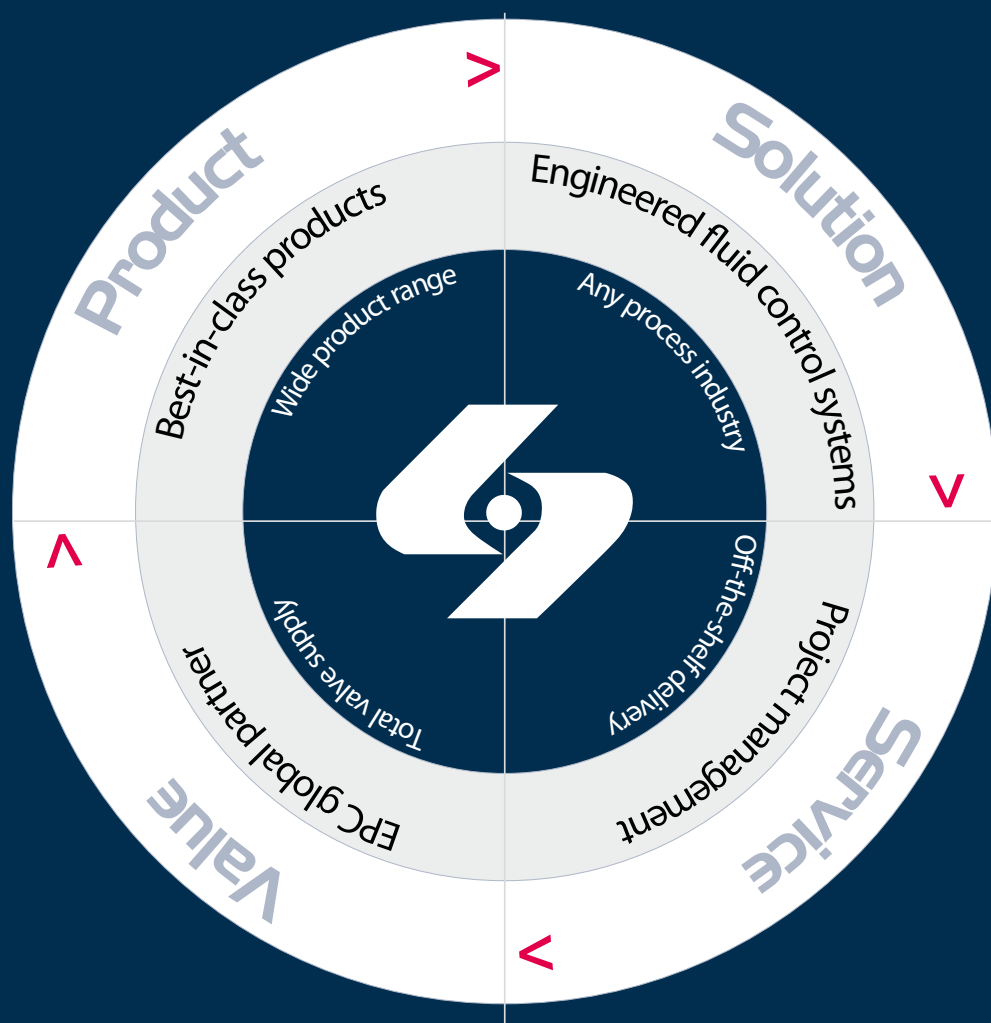 Product
Best-in-class products
Wide product range
Solution
Engineered fluid control systems
Any process industry
Service
Project management
Off-the-shelf delivery
Value
EPC global partner
Total valve supply